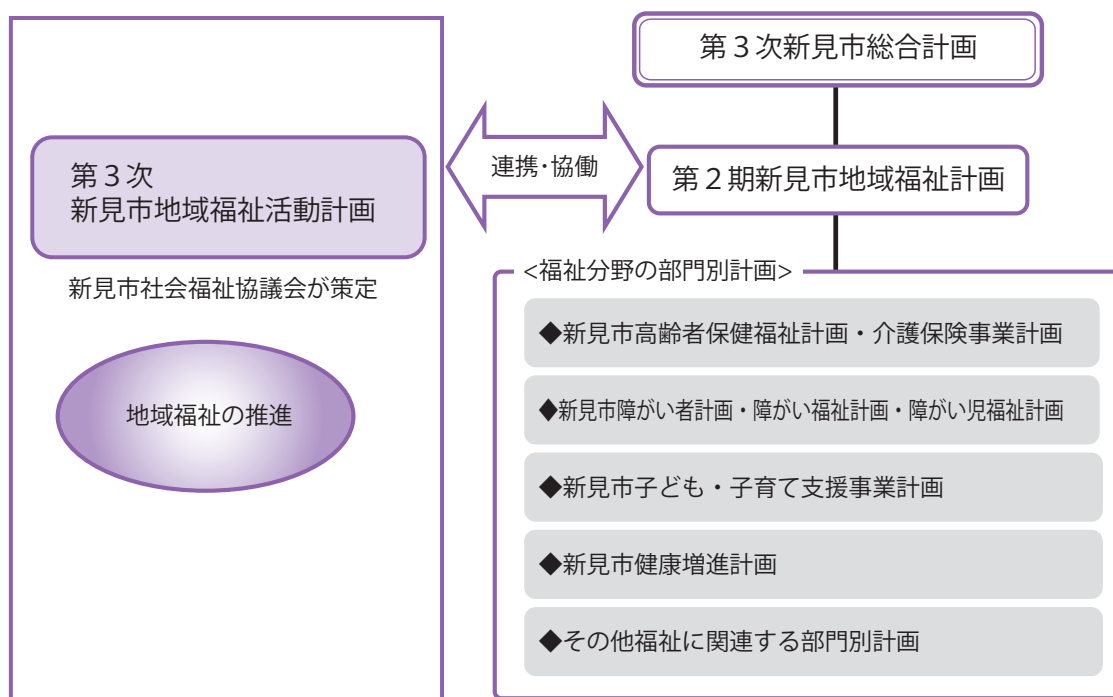 第３次
新見市地域福祉活動計画
新見市社会福祉協議会が策定
地域福祉の推進
連携･協働
第３次新見市総合計画
第２期新見市地域福祉計画
<福祉分野の部門別計画>
◆新見市高齢者保健福祉計画・介護保険事業計画
◆新見市障がい者計画・障がい福祉計画・障がい児福祉計画
◆新見市子ども・子育て支援事業計画
◆新見市健康増進計画
◆その他福祉に関連する部門別計画